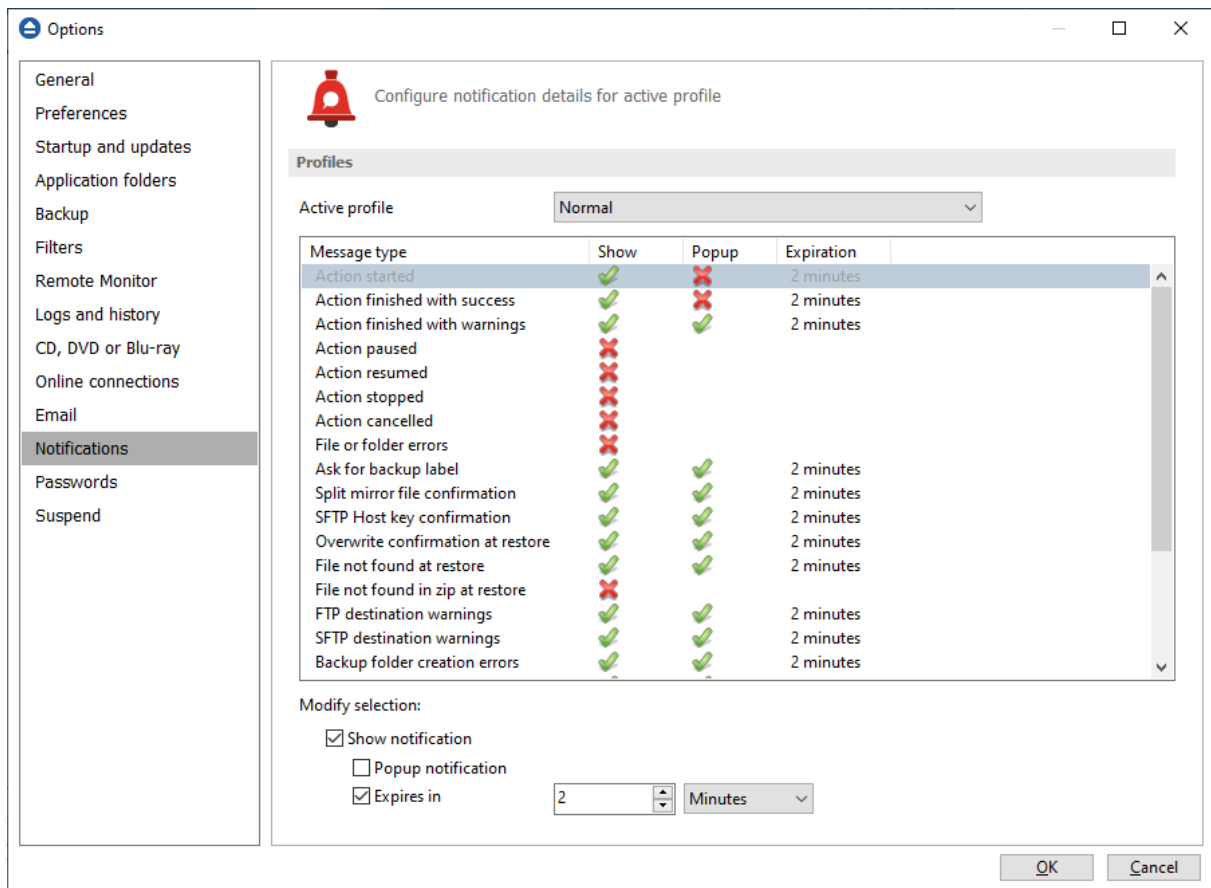 Options
General
Preferences
Startup and updates
Application folders
Backup
Filters
Remote Monitor
Logs and history
CD, DVD or Blu-ray
Online connections
Email
Notifications
Passwords
Suspend
Configure notification details for active profile
Profiles
Active profile Normal
Message type Show Popup Expiration
Action started 2 minutes
Action finished with success 2 minutes
Action finished with warnings 2 minutes
Action paused
Action resumed
Action stopped
Action cancelled
File or folder errors
Ask for backup label 2 minutes
Split mirror file confirmation 2 minutes
SFTP Host key confirmation 2 minutes
Overwrite confirmation at restore 2 minutes
File not found at restore 2 minutes
File not found in zip at restore
FTP destination warnings 2 minutes
SFTP destination warnings 2 minutes
Backup folder creation errors 2 minutes
Modify selection:
Show notification
Popup notification
Expires in 2 Minutes
OK Cancel